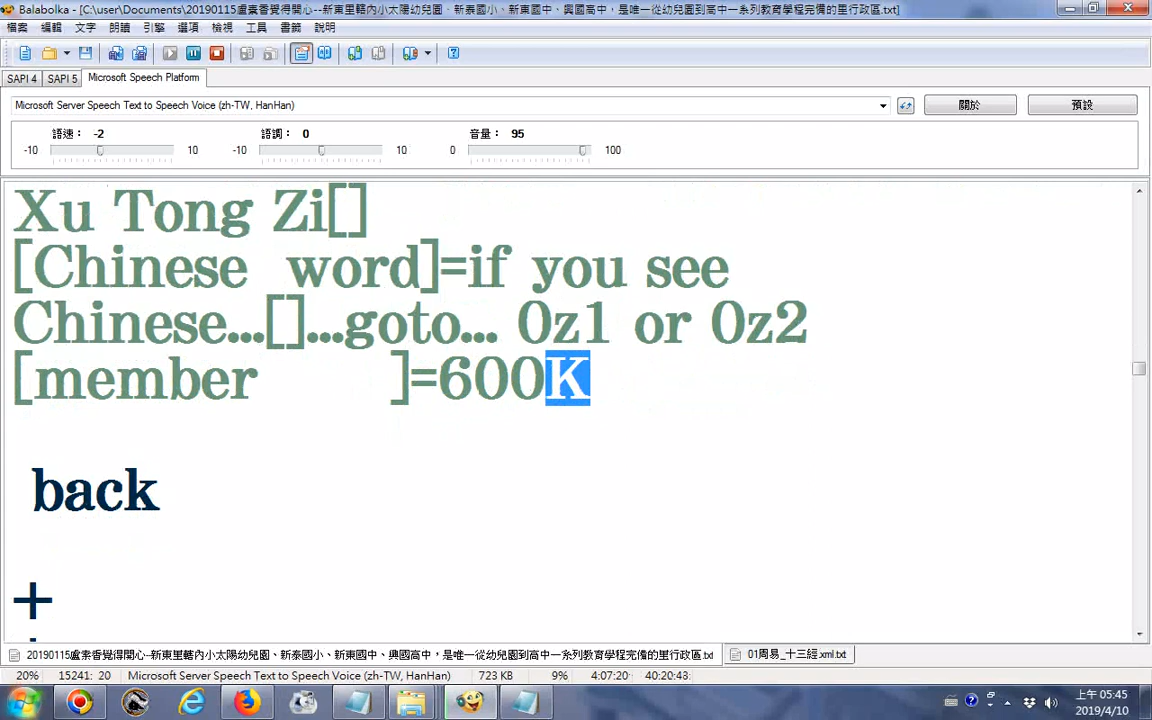 Balabolka - [C:\user\Documents\20190115盧素香覺得開心--新東里轄內小太陽幼兒園、新泰國小、新東國中、興國高中，是唯一從幼兒園到高中一系列教育學程完備的里行政區.txt]
檔案 編輯 文字 朗讀 引擎 選項 檢視 工具 書籤 說明
SAPI 4 SAPI 5 Microsoft Speech Platform
Microsoft Server Speech Text to Speech Voice (zh-TW, HanHan) 關於 預設
語速： -2 語調： 0 音量： 95
-10 10 -10 10 0 100
Xu Tong Zi[]
[Chinese word]=if you see
Chinese...[]...goto... 0z1 or 0z2
[member ]=600K
back
+
20190115盧素香覺得開心--新東里轄內小太陽幼兒園、新泰國小、新東國中、興國高中，是唯一從幼兒園到高中一系列教育學程完備的里行政區.txt 01周易_十三經.xml.txt
20% 15241: 20 Microsoft Server Speech Text to Speech Voice (zh-TW, HanHan) 723 KB 9% 4:07:20 40:20:43
上午 05:45
2019/4/10